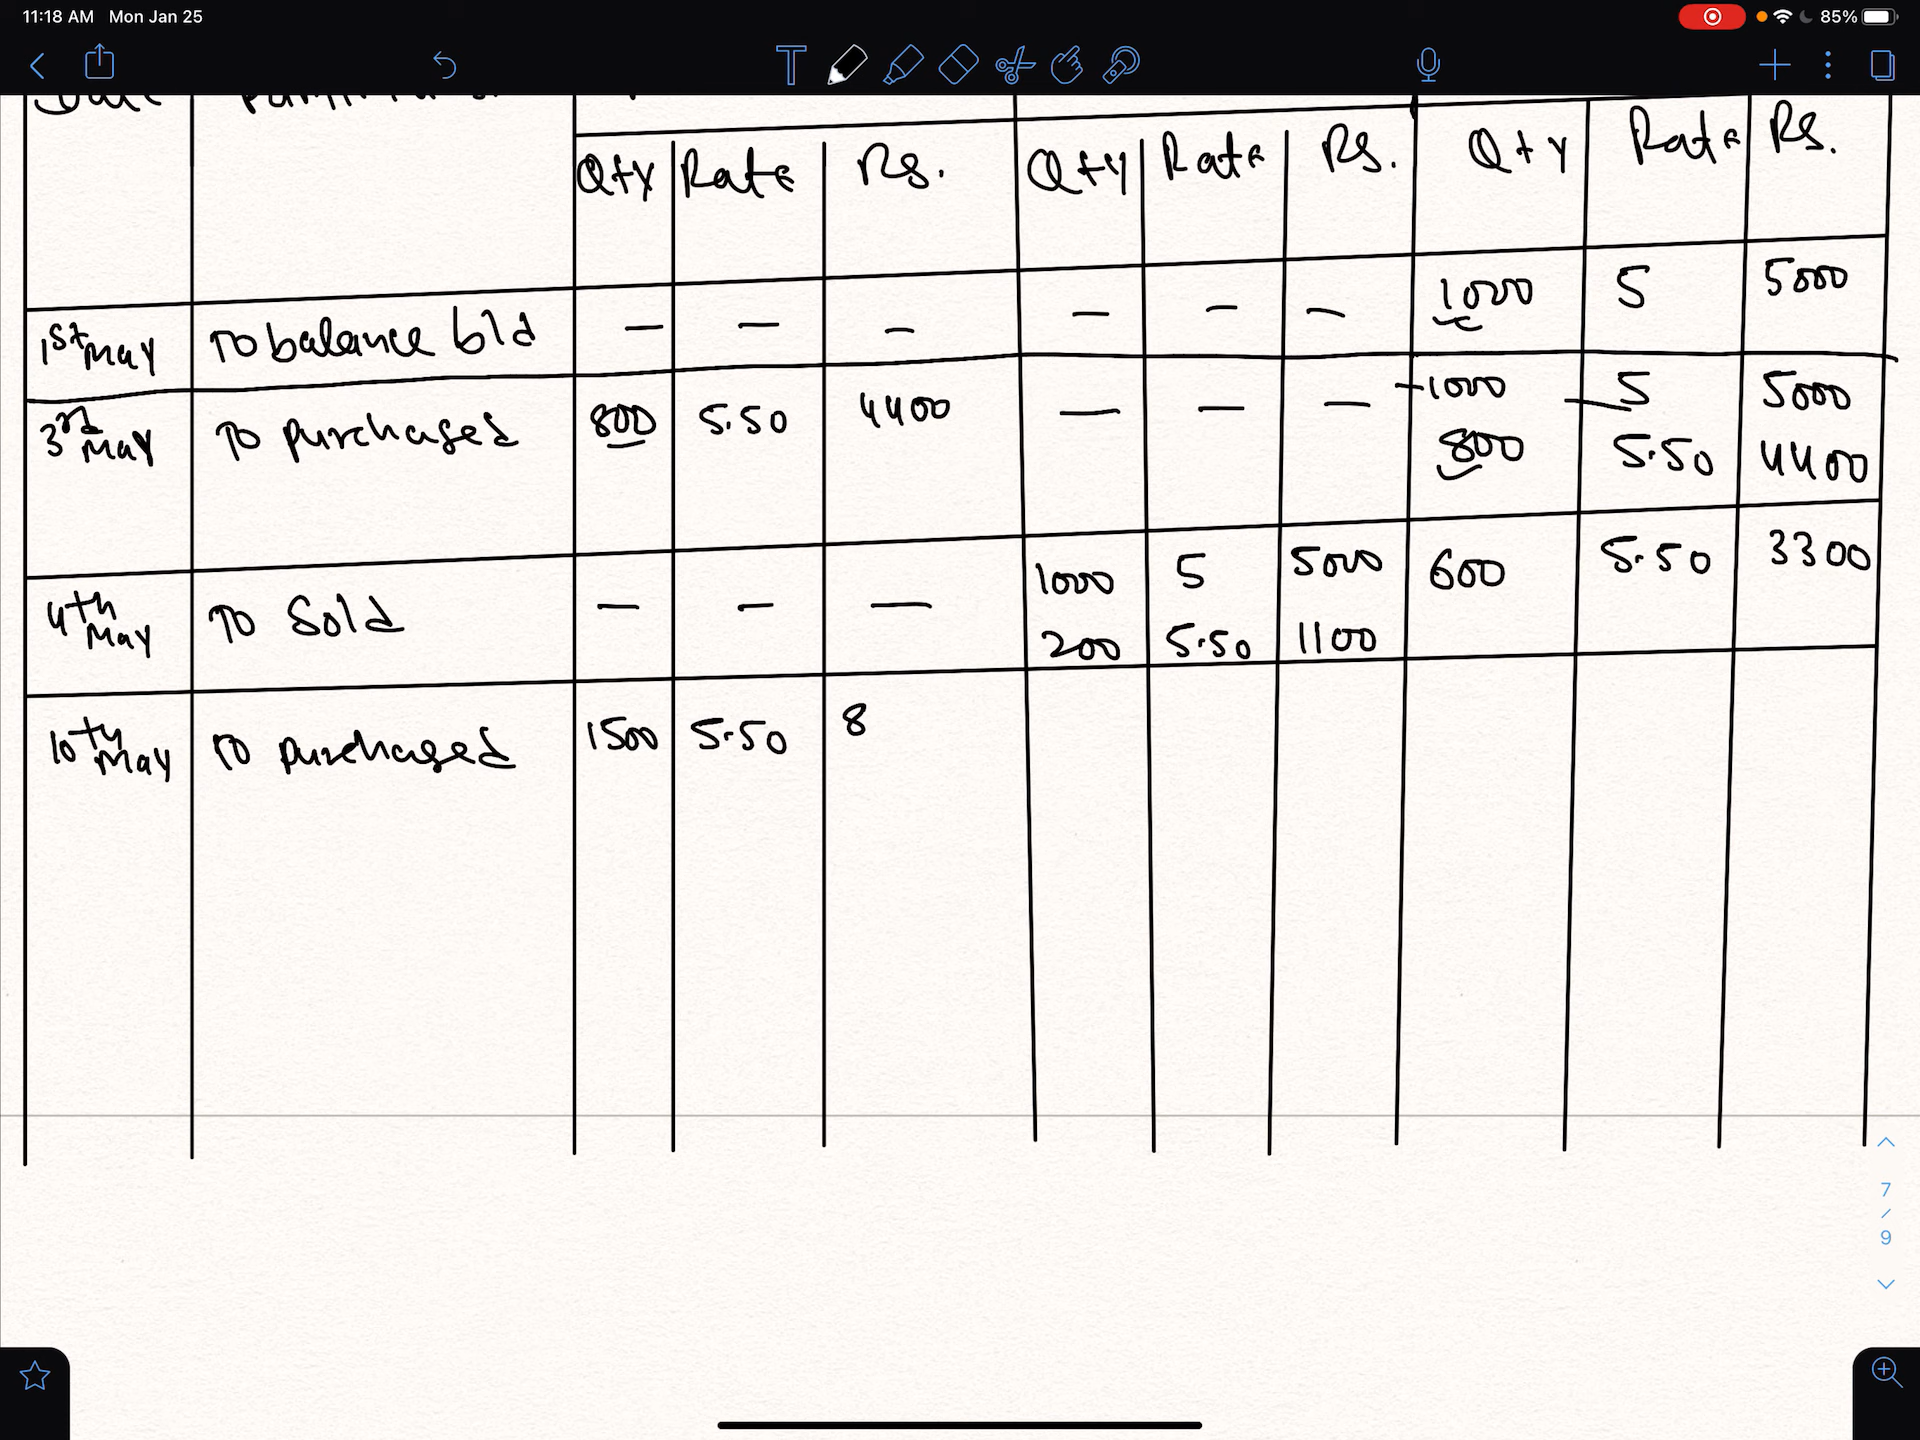 11:18 AM Mon Jan 25
85%
Qty Rate Rs. Qty Rate Rs. Qty Rate Rs.
1st May To balance b/d — — — — — — 1000 5 5000
3rd May To purchased 800 5.50 4400 — — — 1000 5 5000
800 5.50 4400
4th May To Sold — — — 1000 5 5000 600 5.50 3300
200 5.50 1100
10th May To purchased 1500 5.50 8
7
/
9